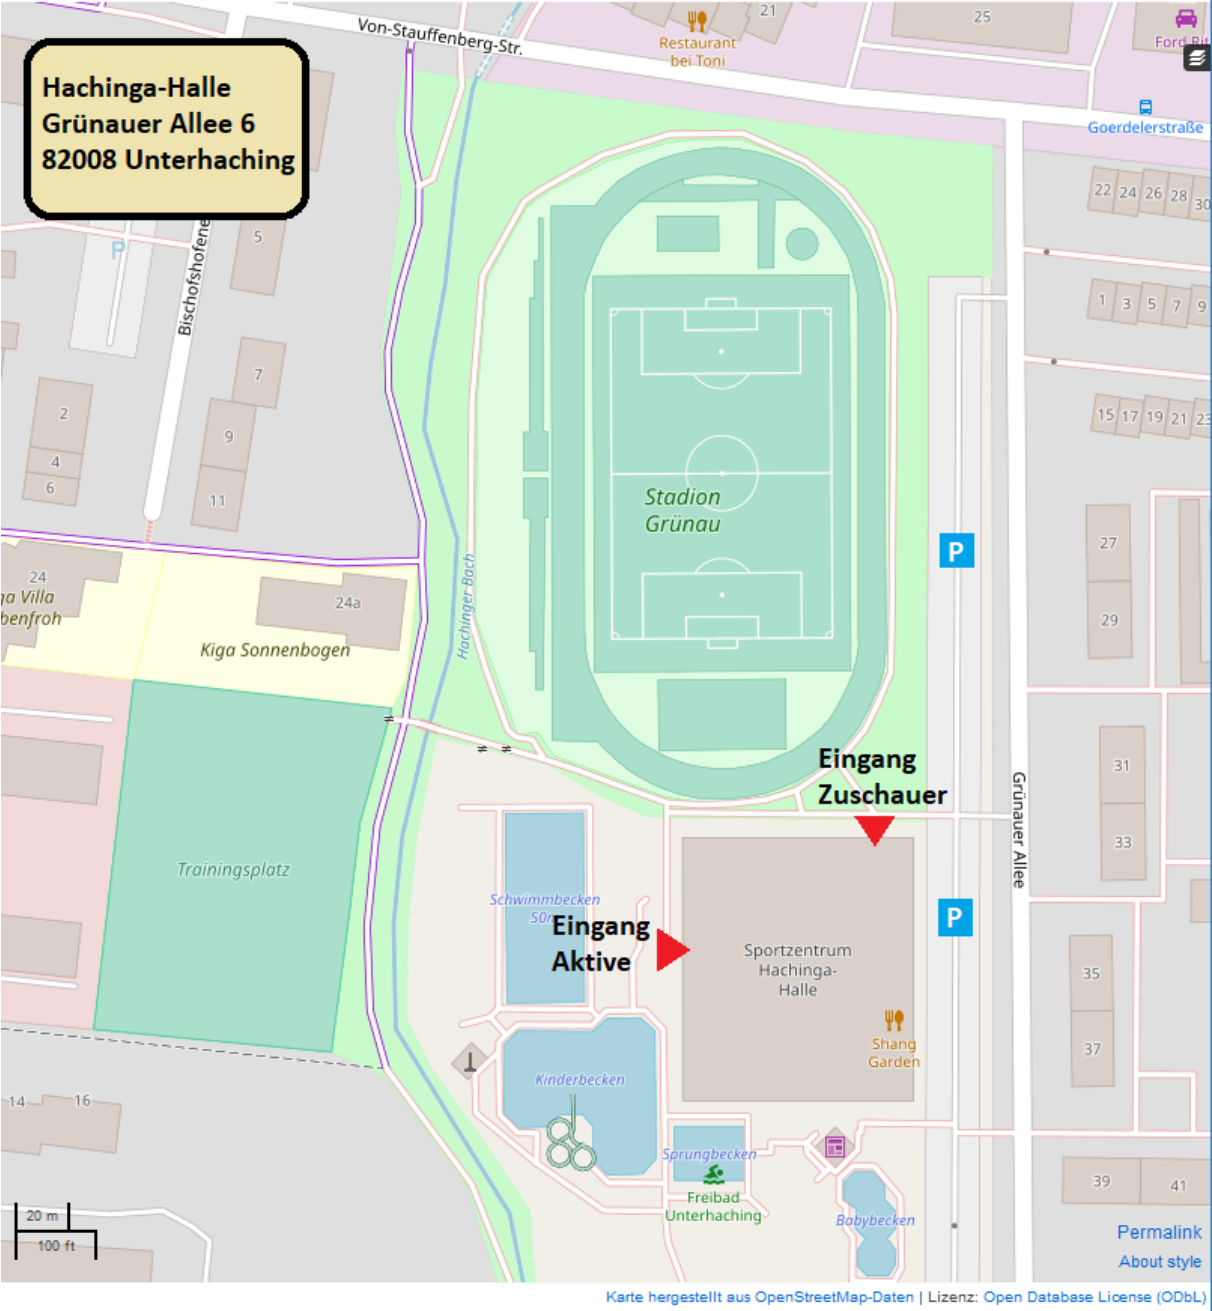 Hachinga-Halle
Grünauer Allee 6
82008 Unterhaching
Von-Stauffenberg-Str.
Restaurant
bei Toni
21
25
Ford
Goerdelerstraße
22 24 26 28 30
5
P
Bischofshofene
1 3 5 7 9
7
2
9
4
6
11
15 17 19 21 23
Stadion
Grünau
P
27
29
24
24a
Kiga Sonnenbogen
Hachinger Bach
31
33
Eingang
Zuschauer
Grünauer Allee
Trainingsplatz
Schwimmbecken
Eingang
Aktive
P
Sportzentrum
Hachinga-
Halle
Shang
Garden
35
37
Kinderbecken
14
16
Sprungbecken
Freibad
Unterhaching
Babybecken
39
41
20 m
100 ft
Permalink
About style
Karte hergestellt aus OpenStreetMap-Daten | Lizenz: Open Database License (ODbL)